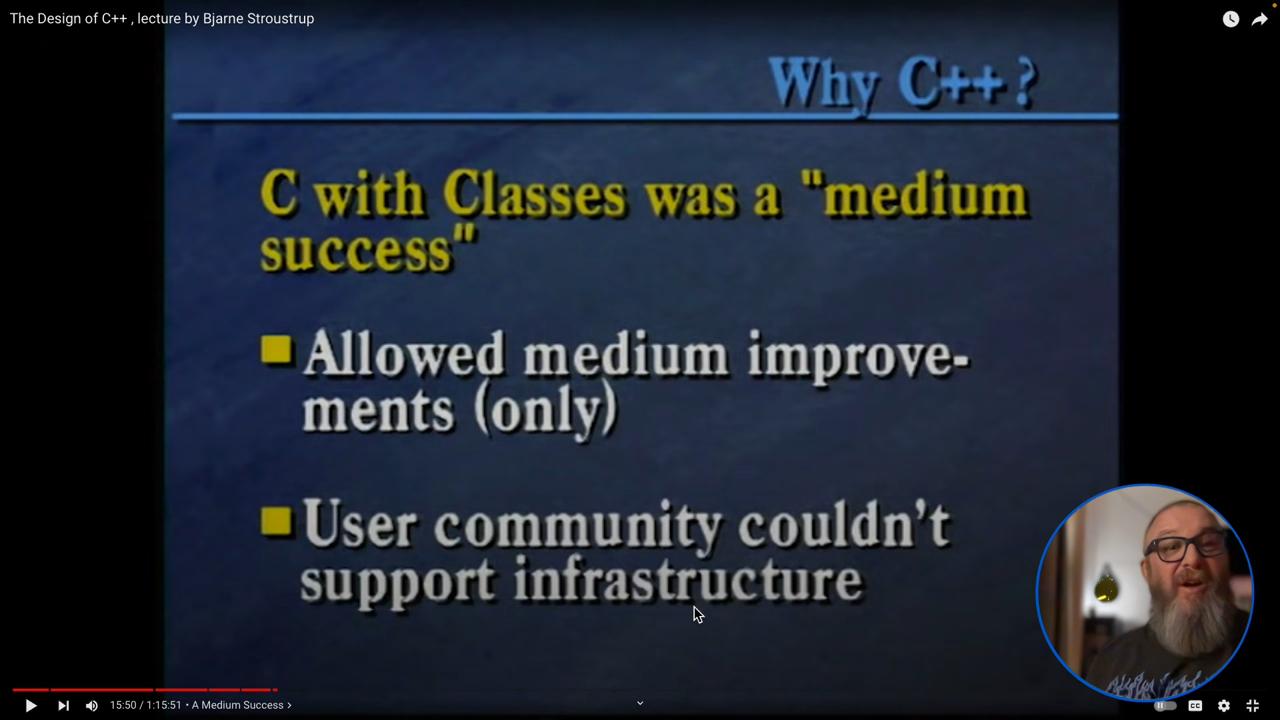 The Design of C++ , lecture by Bjarne Stroustrup
Why C++?
C with Classes was a "medium
success"
Allowed medium improve-
ments (only)
User community couldn't
support infrastructure
15:50 / 1:15:51 • A Medium Success
CC